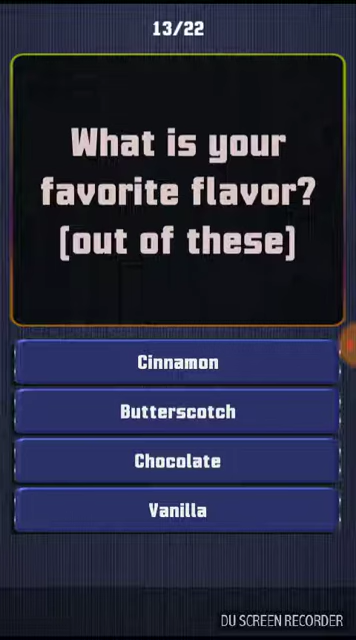 13/22
What is your
favorite flavor?
(out of these)
Cinnamon
Butterscotch
Chocolate
Vanilla
DU SCREEN RECORDER